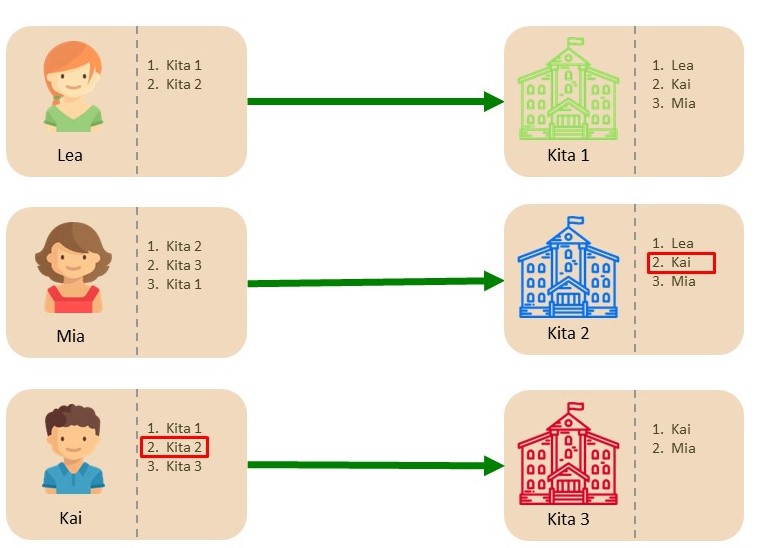 1. Kita 1
2. Kita 2
Lea
1. Lea
2. Kai
3. Mia
Kita 1
1. Kita 2
2. Kita 3
3. Kita 1
Mia
1. Lea
2. Kai
3. Mia
Kita 2
1. Kita 1
2. Kita 2
3. Kita 3
Kai
1. Kai
2. Mia
Kita 3